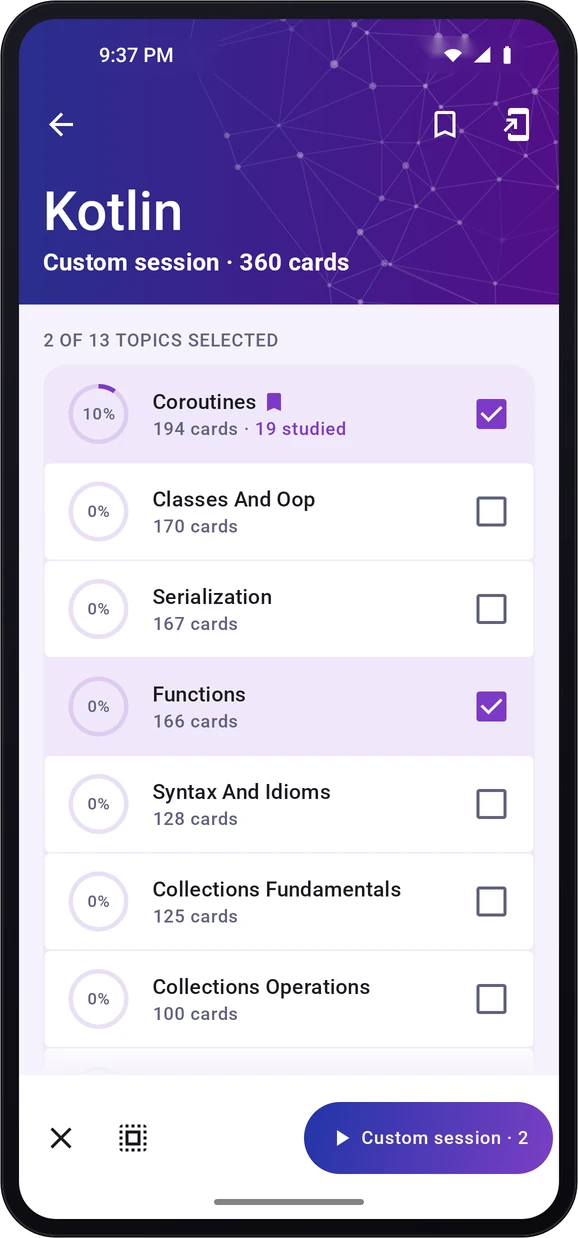 9:37 PM
Kotlin
Custom session · 360 cards
2 OF 13 TOPICS SELECTED
10%
Coroutines
194 cards · 19 studied
0%
Classes And Oop
170 cards
0%
Serialization
167 cards
0%
Functions
166 cards
0%
Syntax And Idioms
128 cards
0%
Collections Fundamentals
125 cards
0%
Collections Operations
100 cards
Custom session · 2